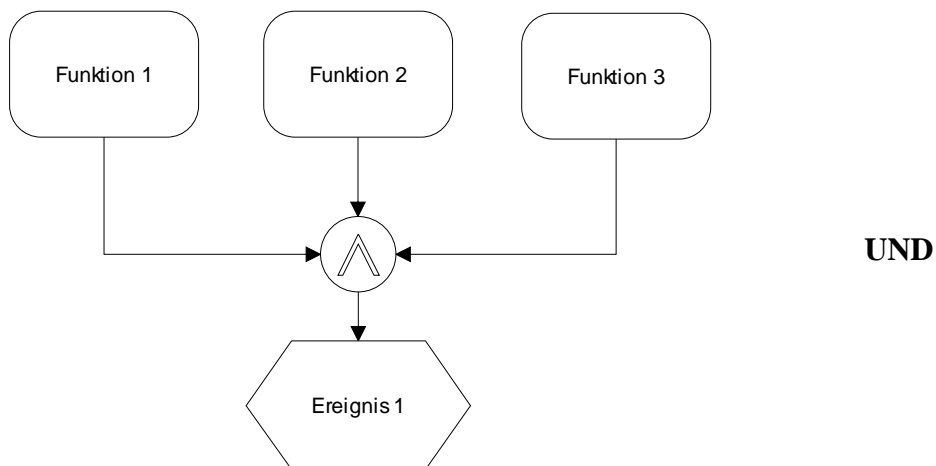 Funktion 1
Funktion 2
Funktion 3
UND
Ereignis 1